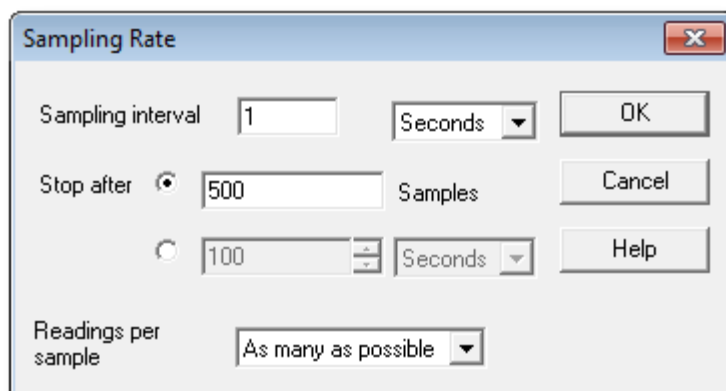 Sampling Rate
Sampling interval 1 Seconds OK
Stop after 500 Samples Cancel
100 Seconds Help
Readings per
sample As many as possible